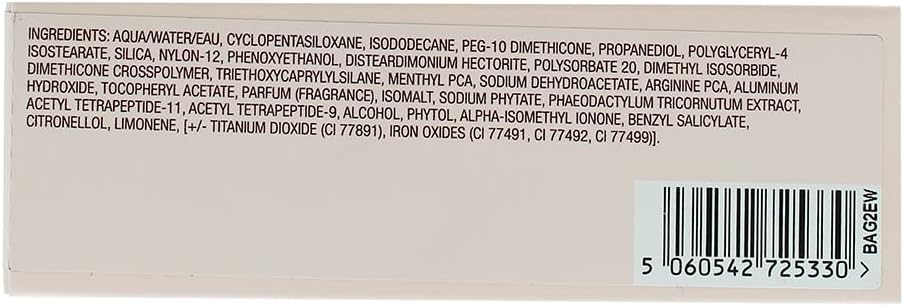 INGREDIENTS: AQUA/WATER/EAU, CYCLOPENTASILOXANE, ISODODECANE, PEG-10 DIMETHICONE, PROPANEDIOL, POLYGLYCERYL-4
ISOSTEARATE, SILICA, NYLON-12, PHENOXYETHANOL, DISTEARDIMONIUM HECTORITE, POLYSORBATE 20, DIMETHYL ISOSORBIDE,
DIMETHICONE CROSSPOLYMER, TRIETHOXYCAPRYLYLSILANE, MENTHYL PCA, SODIUM DEHYDROACETATE, ARGININE PCA, ALUMINUM
HYDROXIDE, TOCOPHERYL ACETATE, PARFUM (FRAGRANCE), ISOMALT, SODIUM PHYTATE, PHAEODACTYLUM TRICORNUTUM EXTRACT,
ACETYL TETRAPEPTIDE-11, ACETYL TETRAPEPTIDE-9, ALCOHOL, PHYTOL, ALPHA-ISOMETHYL IONONE, BENZYL SALICYLATE,
CITRONELLOL, LIMONENE, [+/- TITANIUM DIOXIDE (CI 77891), IRON OXIDES (CI 77491, CI 77492, CI 77499)].
5 060542 725330 >
BAG2EW